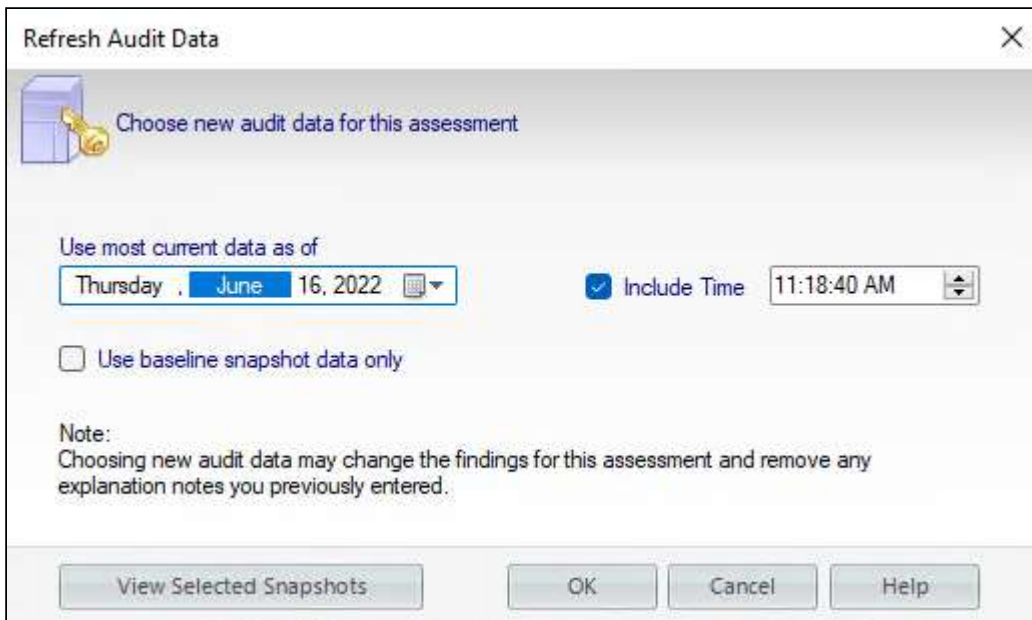 Refresh Audit Data
Choose new audit data for this assessment
Use most current data as of
Thursday , June 16, 2022
Include Time 11:18:40 AM
Use baseline snapshot data only
Note:
Choosing new audit data may change the findings for this assessment and remove any
explanation notes you previously entered.
View Selected Snapshots OK Cancel Help